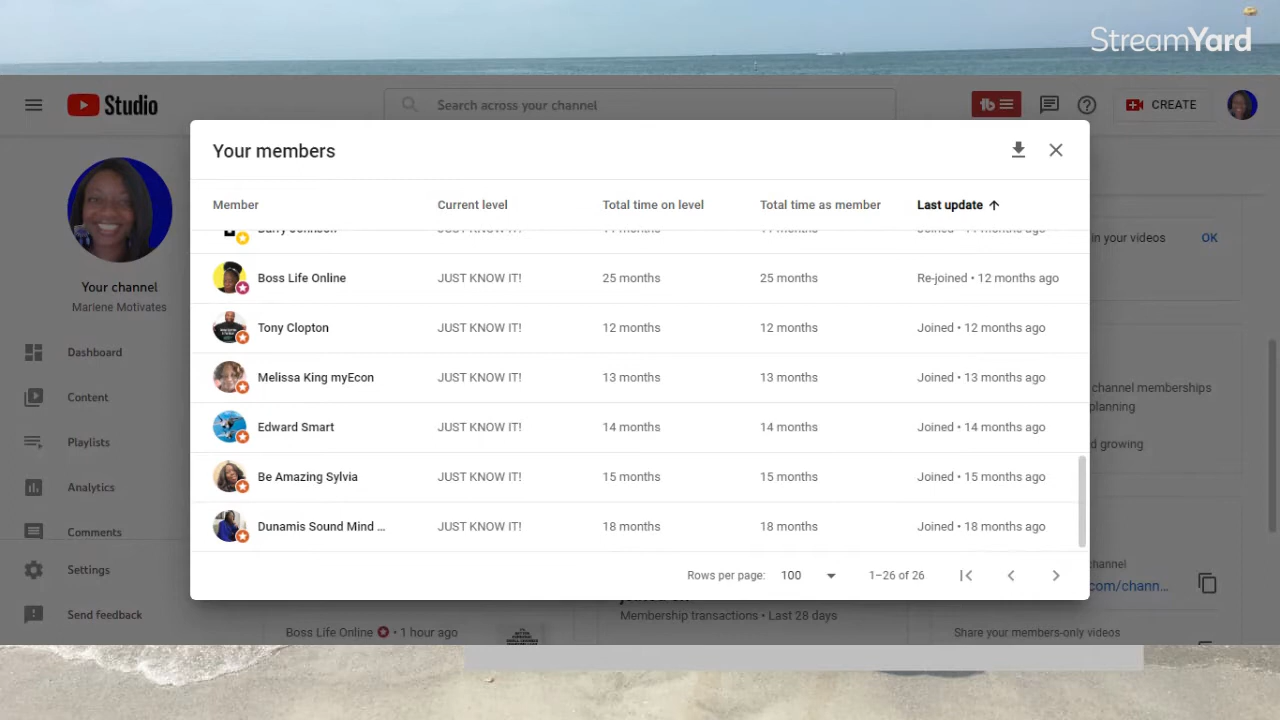 StreamYard
Studio
Search across your channel
CREATE
Your members
Member Current level Total time on level Total time as member Last update
Boss Life Online JUST KNOW IT! 25 months 25 months Re-joined • 12 months ago
Tony Clopton JUST KNOW IT! 12 months 12 months Joined • 12 months ago
Melissa King myEcon JUST KNOW IT! 13 months 13 months Joined • 13 months ago
Edward Smart JUST KNOW IT! 14 months 14 months Joined • 14 months ago
Be Amazing Sylvia JUST KNOW IT! 15 months 15 months Joined • 15 months ago
Dunamis Sound Mind ... JUST KNOW IT! 18 months 18 months Joined • 18 months ago
Rows per page: 100 1–26 of 26
Your channel
Marlene Motivates
Dashboard
Content
Playlists
Analytics
Comments
Settings
Send feedback
in your videos OK
channel memberships
planning
d growing
channel
com/chann...
Boss Life Online • 1 hour ago
Membership transactions • Last 28 days
Share your members-only videos